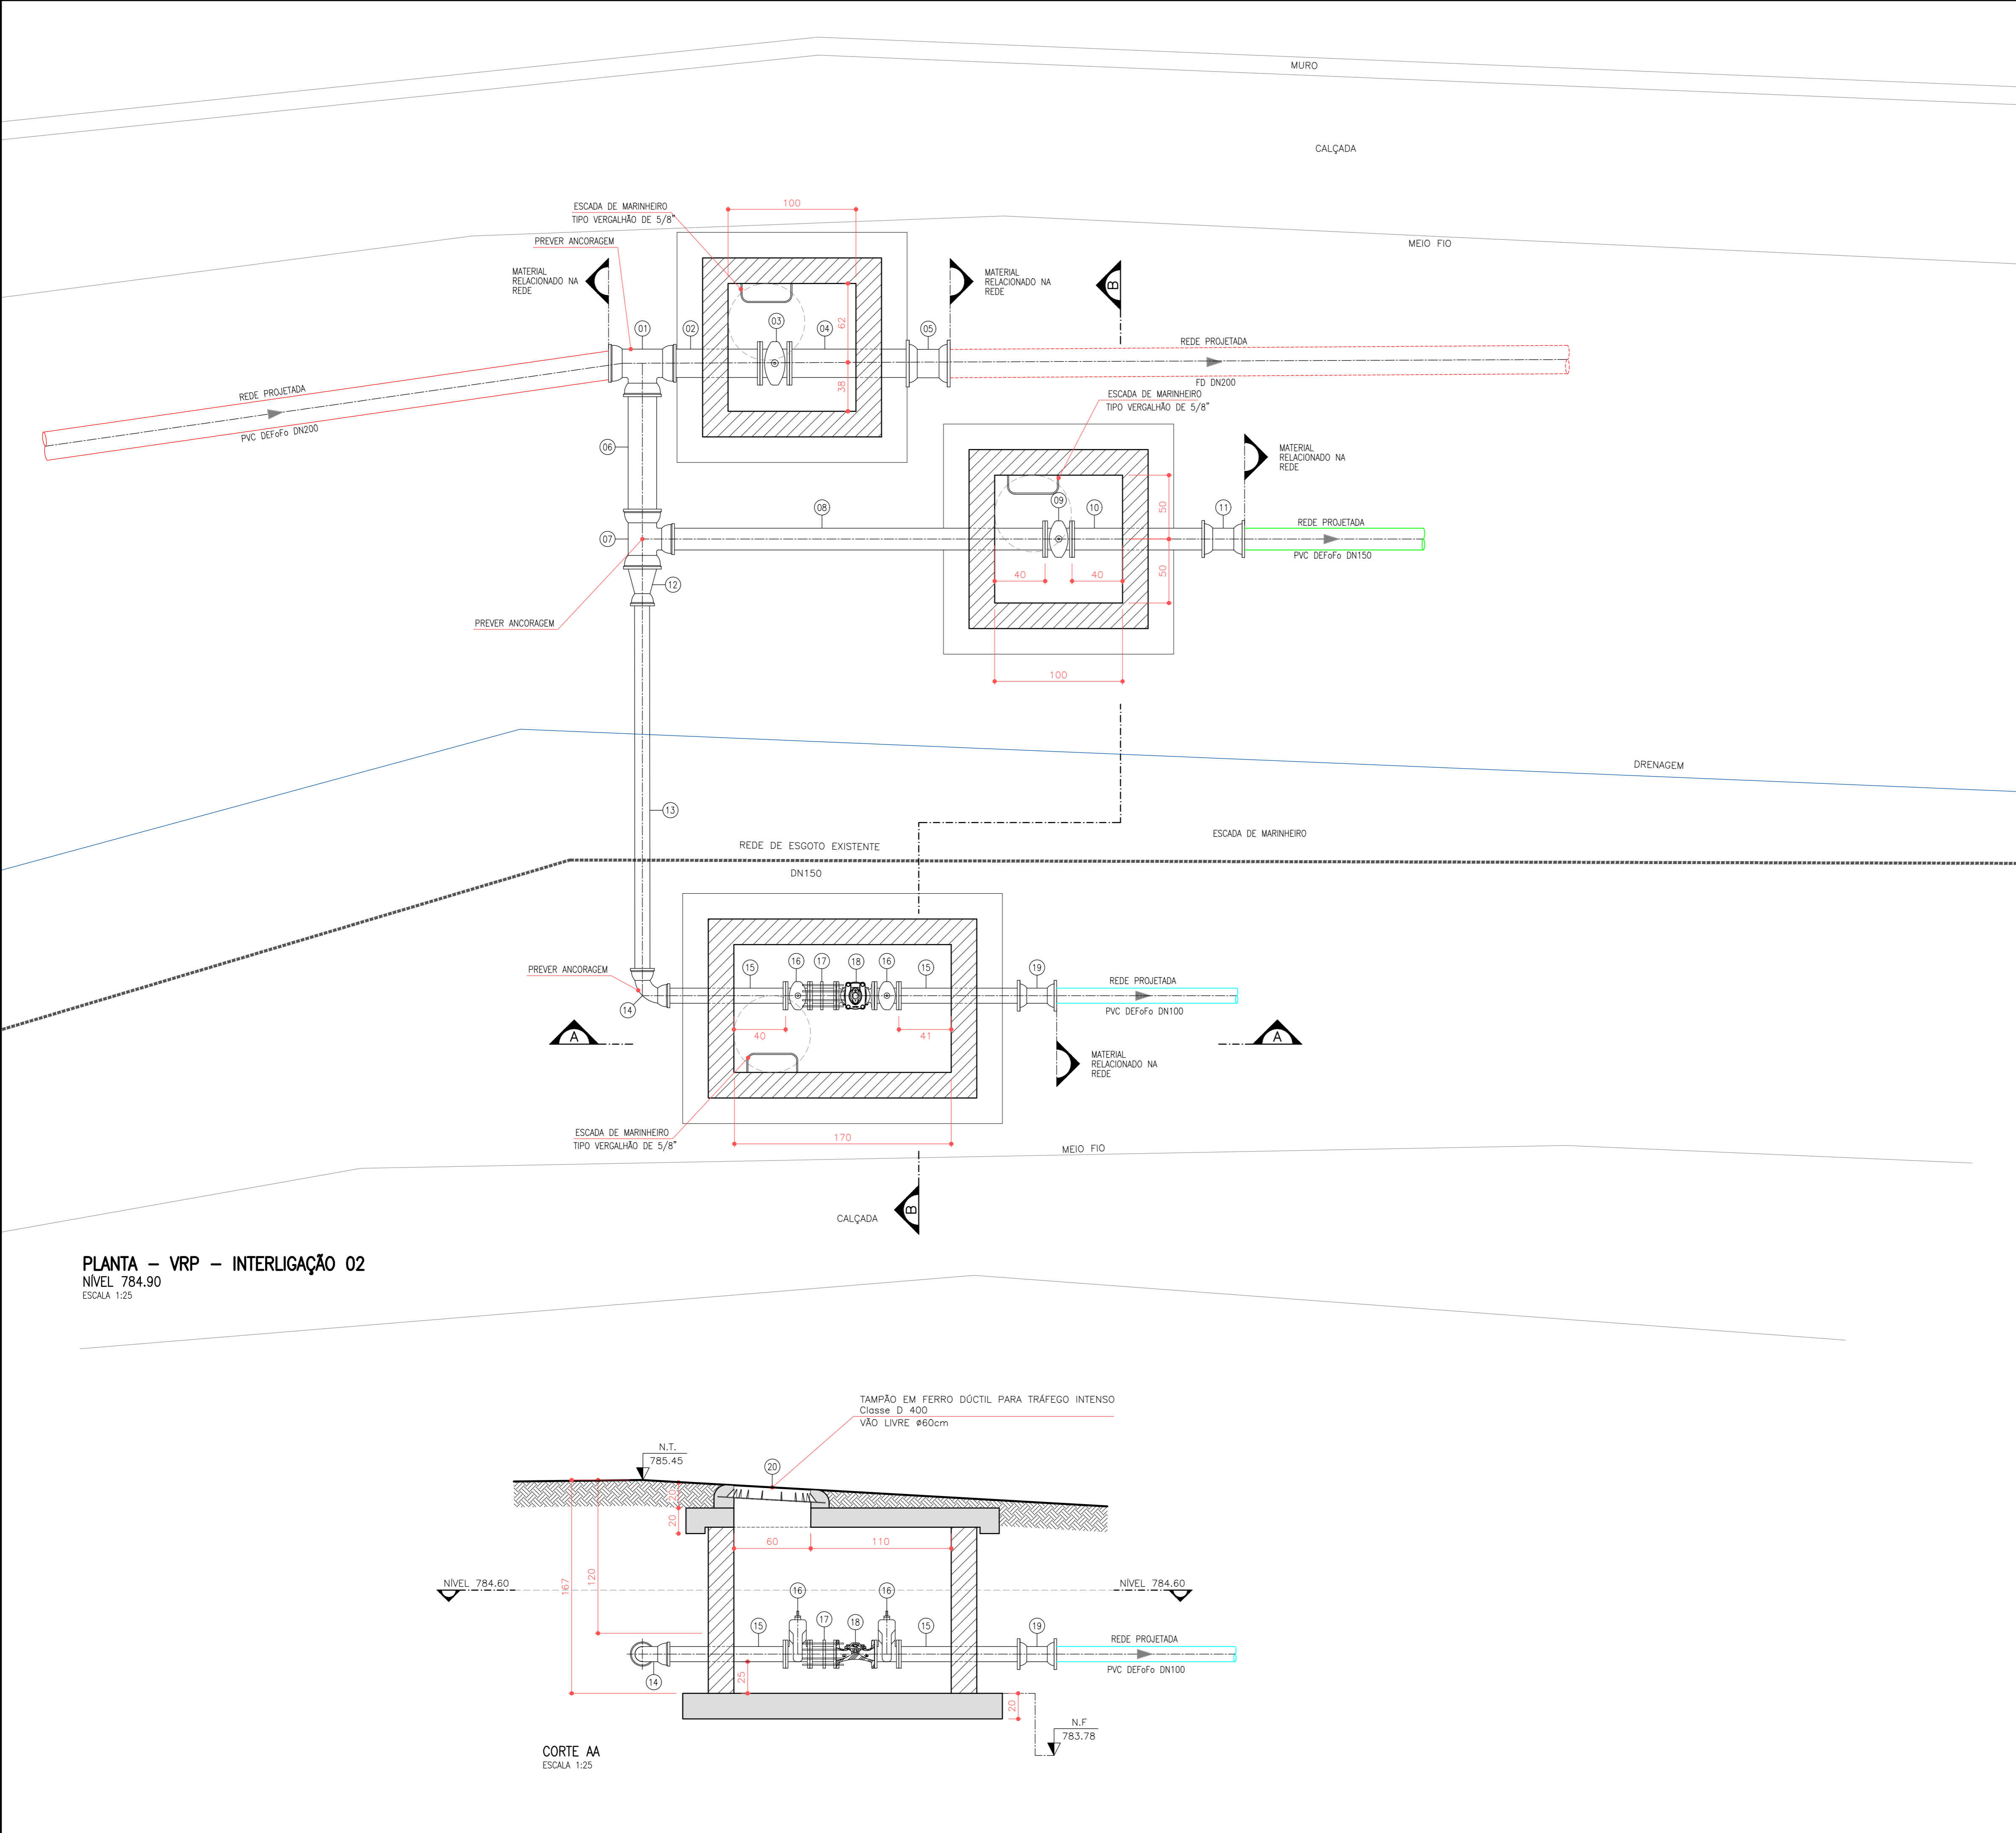 MURO
CALÇADA
ESCADA DE MARINHEIRO
TIPO VERGALHÃO DE 5/8"
100
PREVER ANCORAGEM
MEIO FIO
MATERIAL
RELACIONADO NA
REDE
MATERIAL
RELACIONADO NA
REDE
B
01
02
03
04
05
62
38
REDE PROJETADA
FD DN200
REDE PROJETADA
PVC DEFoFo DN200
ESCADA DE MARINHEIRO
TIPO VERGALHÃO DE 5/8"
06
MATERIAL
RELACIONADO NA
REDE
08
09
10
11
50
REDE PROJETADA
PVC DEFoFo DN150
07
40
40
50
12
PREVER ANCORAGEM
100
DRENAGEM
13
ESCADA DE MARINHEIRO
REDE DE ESGOTO EXISTENTE
DN150
PREVER ANCORAGEM
15
16
17
18
16
15
19
REDE PROJETADA
PVC DEFoFo DN100
14
A
40
41
A
MATERIAL
RELACIONADO NA
REDE
ESCADA DE MARINHEIRO
TIPO VERGALHÃO DE 5/8"
170
MEIO FIO
CALÇADA
B
PLANTA – VRP – INTERLIGAÇÃO 02
NÍVEL 784.90
ESCALA 1:25
TAMPÃO EM FERRO DÚCTIL PARA TRÁFEGO INTENSO
Classe D 400
VÃO LIVRE ø60cm
N.T.
785.45
20
20
20
60
110
167
120
NÍVEL 784.60
NÍVEL 784.60
16
16
15
17
18
15
19
REDE PROJETADA
PVC DEFoFo DN100
14
25
20
N.F
783.78
CORTE AA
ESCALA 1:25